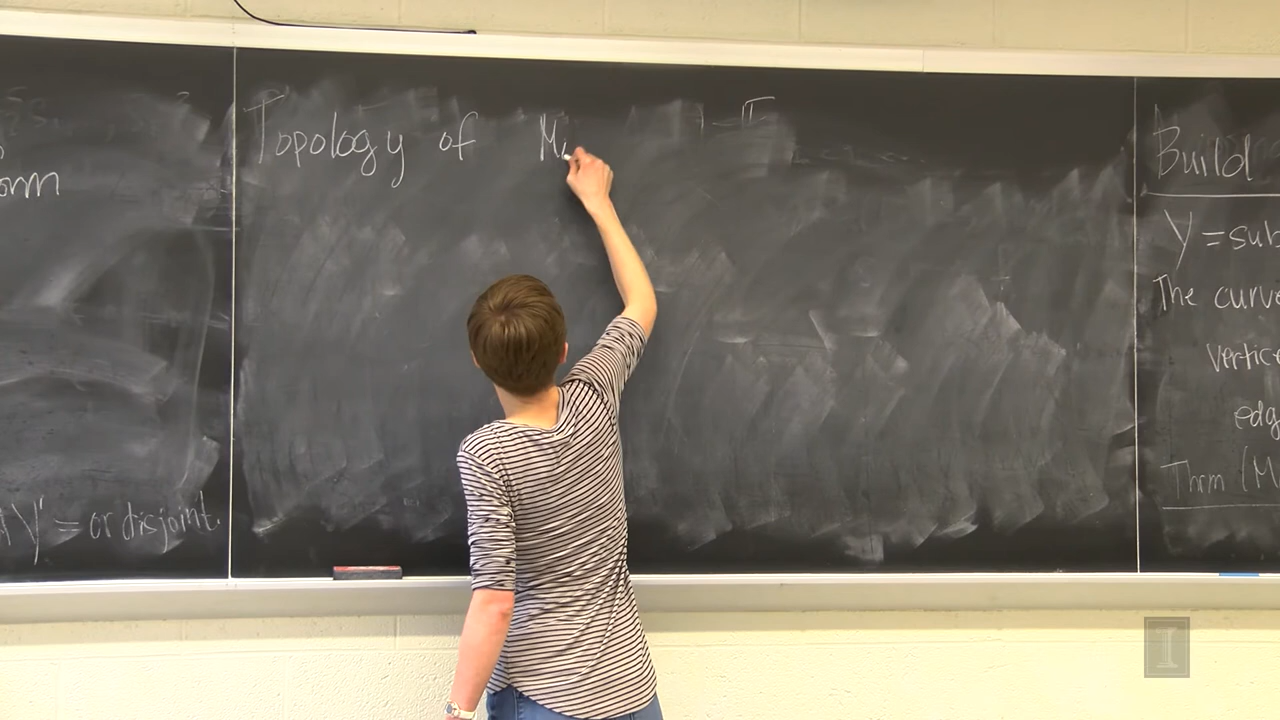 orm
Y' = or disjoint.
Topology of M
Build
Y = sub
The curve
vertice
edg
Thrm (M
I